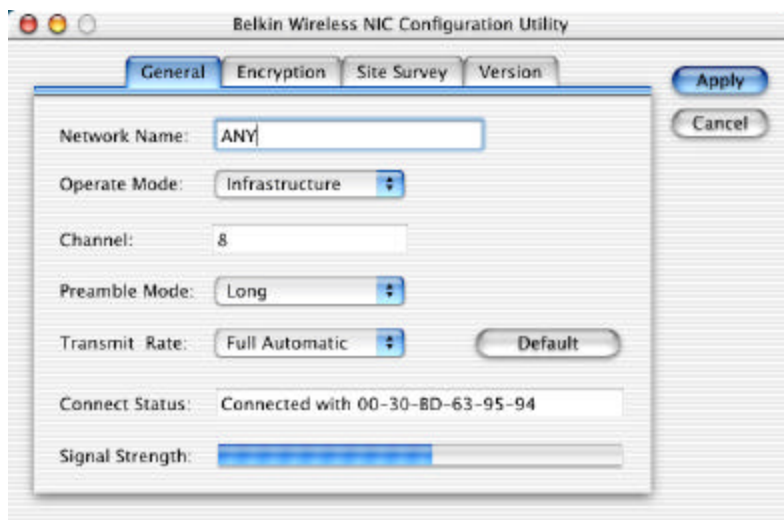 Belkin Wireless NIC Configuration Utility
General Encryption Site Survey Version
Apply
Cancel
Network Name: ANY
Operate Mode: Infrastructure
Channel: 8
Preamble Mode: Long
Transmit Rate: Full Automatic Default
Connect Status: Connected with 00-30-BD-63-95-94
Signal Strength: